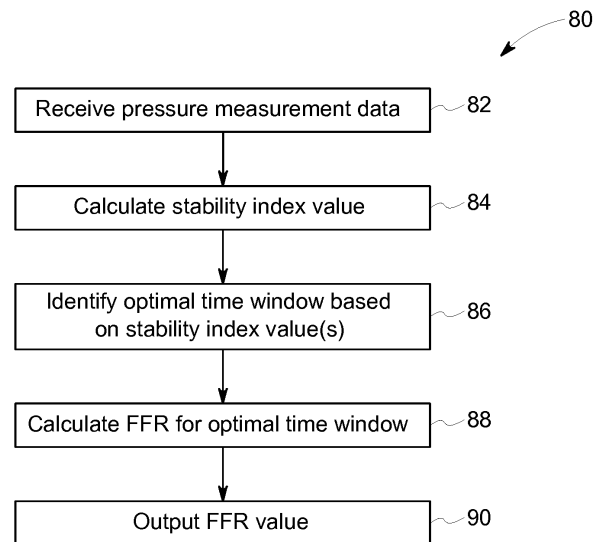 80
Receive pressure measurement data
82
Calculate stability index value
84
Identify optimal time window based
on stability index value(s)
86
Calculate FFR for optimal time window
88
Output FFR value
90